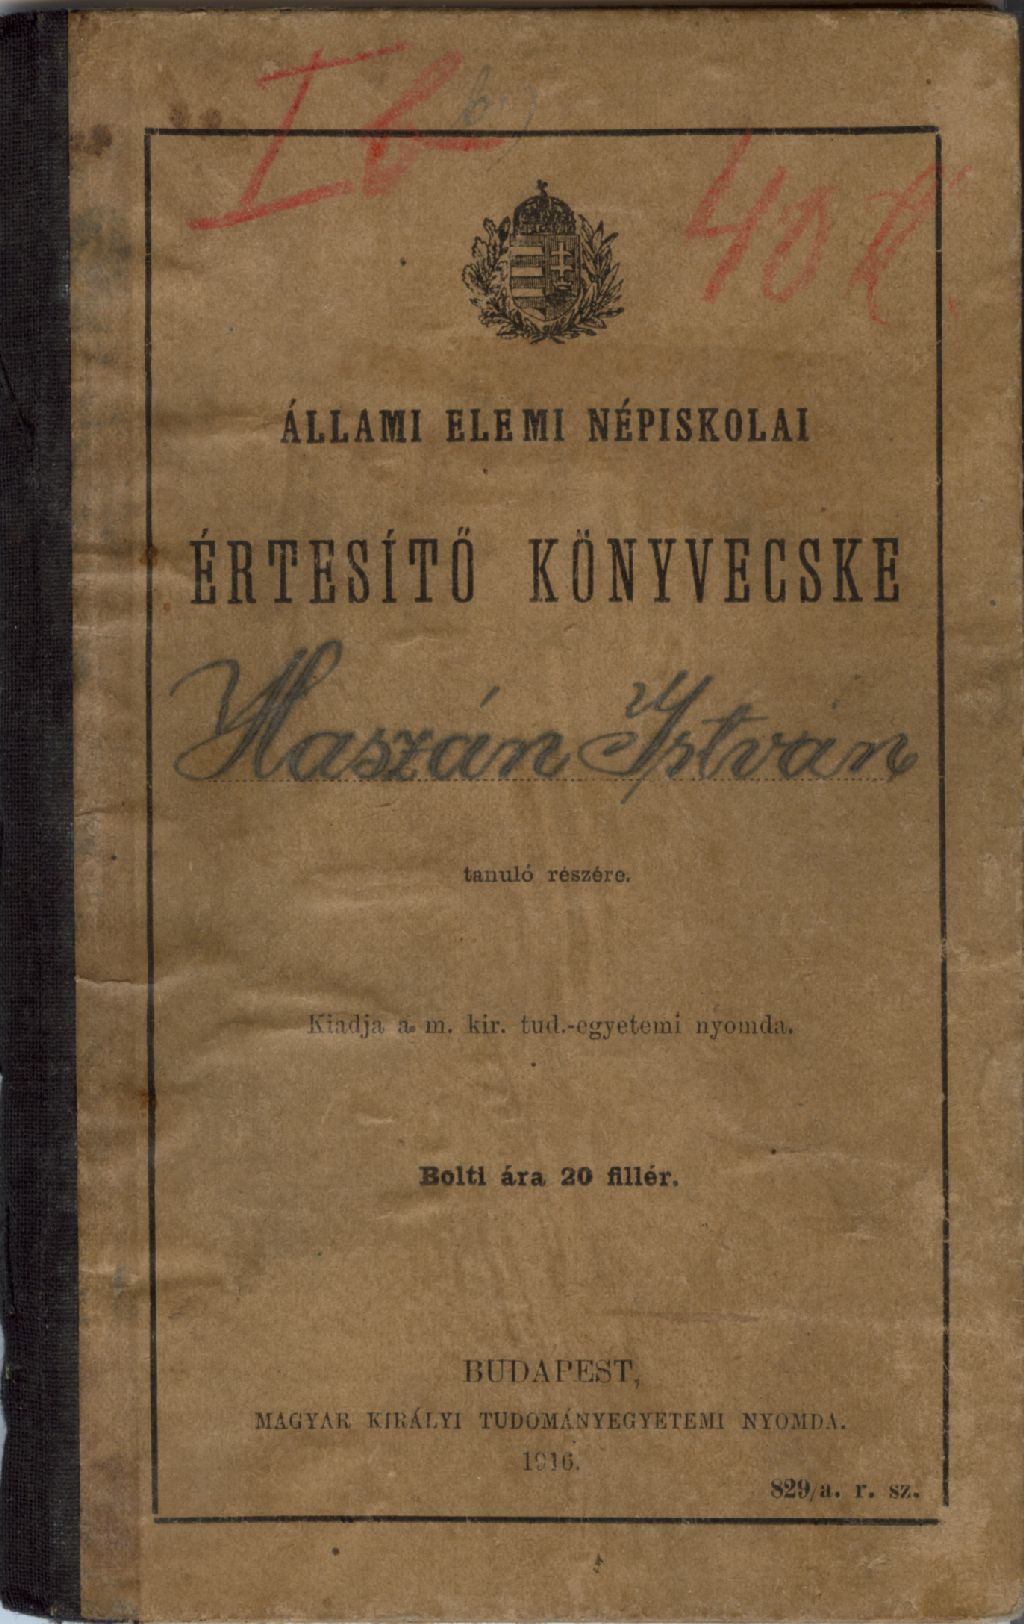 I b b.)
40 f.
ÁLLAMI ELEMI NÉPISKOLAI
ÉRTESÍTŐ KÖNYVECSKE
Haszán István
tanuló részére.
Kiadja a m. kir. tud.-egyetemi nyomda.
Bolti ára 20 fillér.
BUDAPEST,
MAGYAR KIRÁLYI TUDOMÁNYEGYETEMI NYOMDA.
1916.
829/a. r. sz.